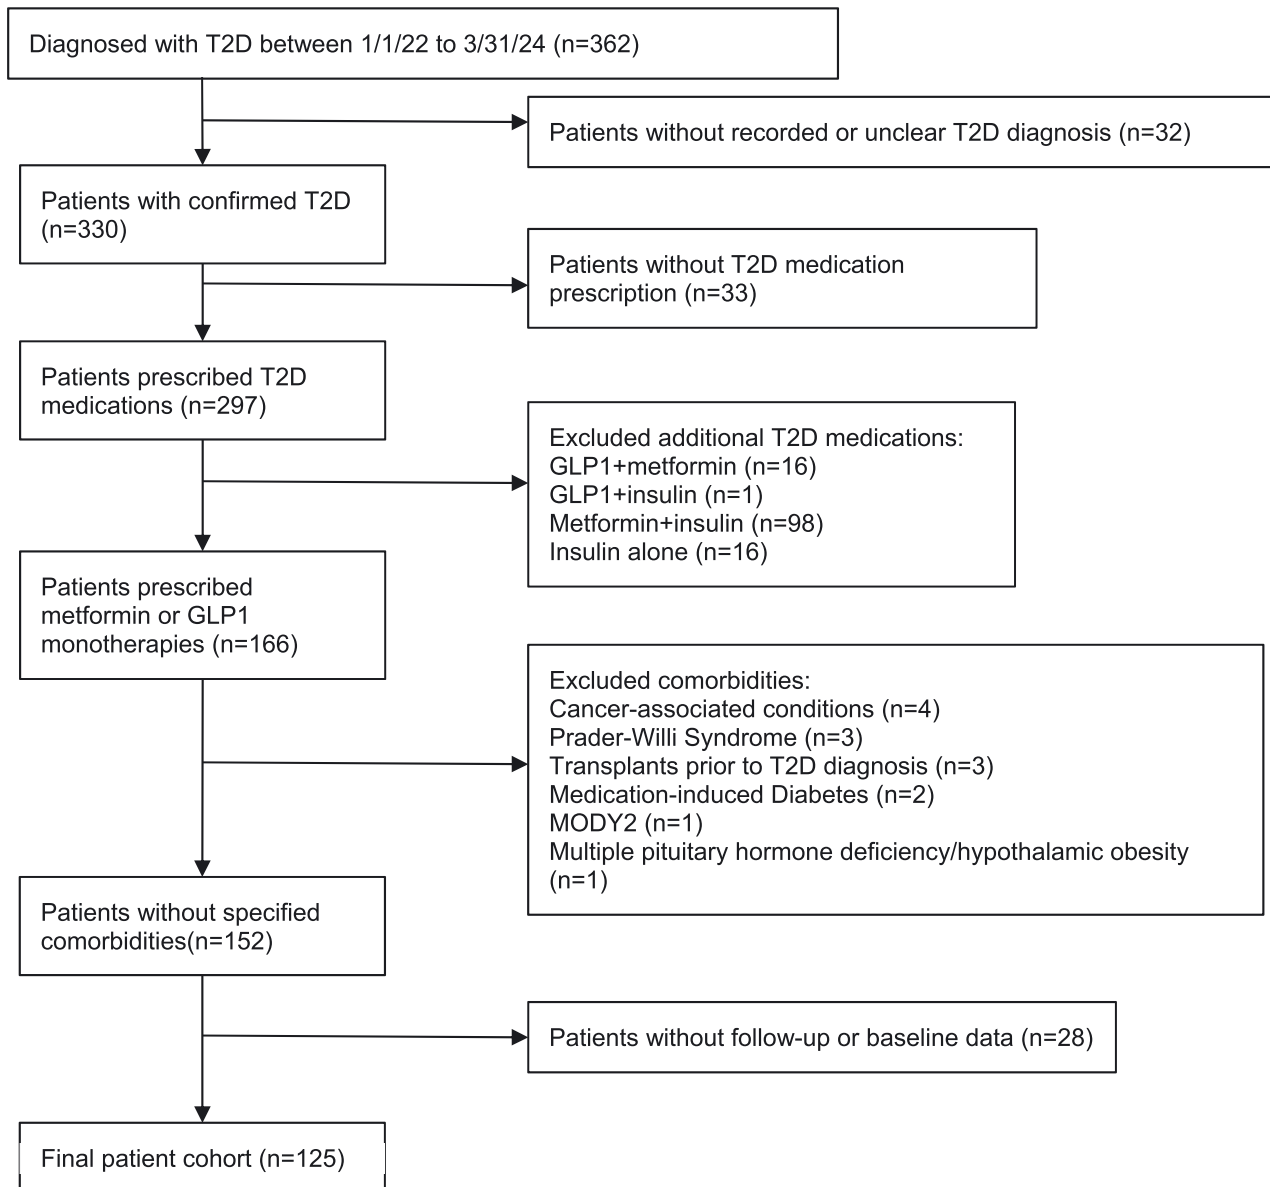 Diagnosed with T2D between 1/1/22 to 3/31/24 (n=362)
Patients without recorded or unclear T2D diagnosis (n=32)
Patients with confirmed T2D
(n=330)
Patients without T2D medication
prescription (n=33)
Patients prescribed T2D
medications (n=297)
Excluded additional T2D medications:
GLP1+metformin (n=16)
GLP1+insulin (n=1)
Metformin+insulin (n=98)
Insulin alone (n=16)
Patients prescribed
metformin or GLP1
monotherapies (n=166)
Excluded comorbidities:
Cancer-associated conditions (n=4)
Prader-Willi Syndrome (n=3)
Transplants prior to T2D diagnosis (n=3)
Medication-induced Diabetes (n=2)
MODY2 (n=1)
Multiple pituitary hormone deficiency/hypothalamic obesity
(n=1)
Patients without specified
comorbidities(n=152)
Patients without follow-up or baseline data (n=28)
Final patient cohort (n=125)